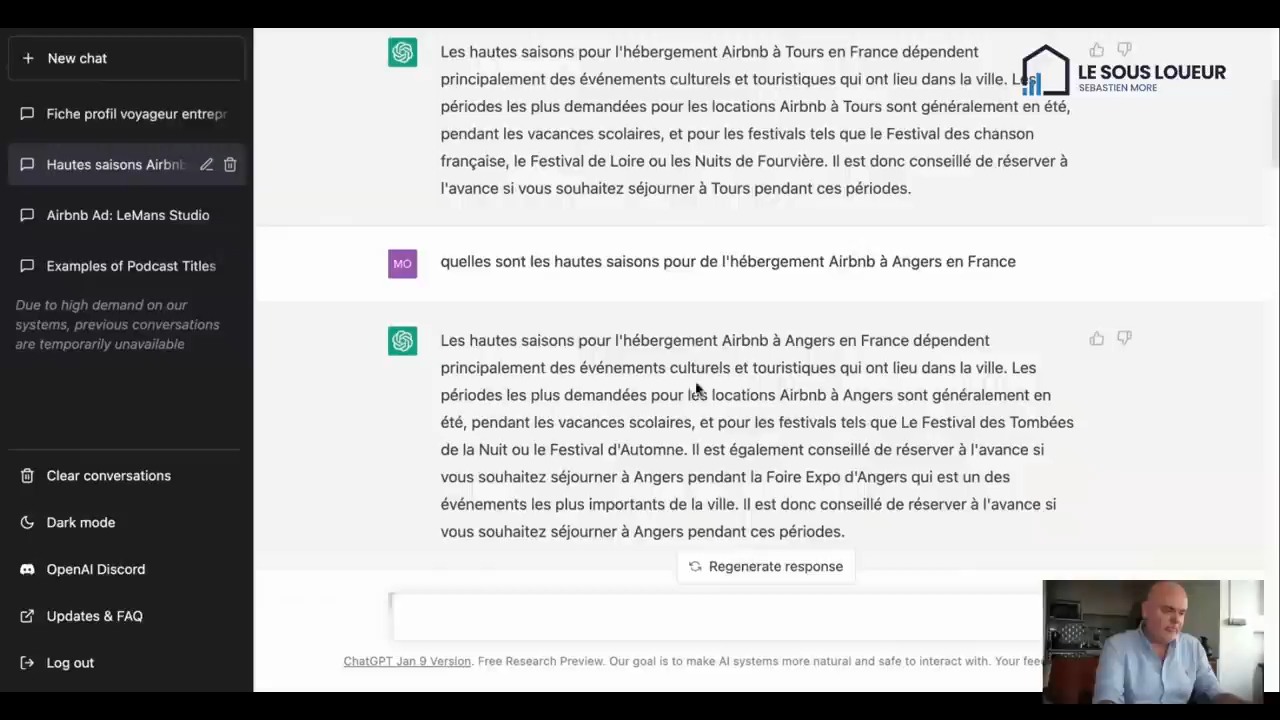 New chat
Fiche profil voyageur entrepr
Hautes saisons Airbnb
Airbnb Ad: LeMans Studio
Examples of Podcast Titles
Due to high demand on our
systems, previous conversations
are temporarily unavailable
Clear conversations
Dark mode
OpenAI Discord
Updates & FAQ
Log out
LE SOUS LOUEUR
SEBASTIEN MORE
Les hautes saisons pour l'hébergement Airbnb à Tours en France dépendent
principalement des événements culturels et touristiques qui ont lieu dans la ville. Les
périodes les plus demandées pour les locations Airbnb à Tours sont généralement en été,
pendant les vacances scolaires, et pour les festivals tels que le Festival des chanson
française, le Festival de Loire ou les Nuits de Fourvière. Il est donc conseillé de réserver à
l'avance si vous souhaitez séjourner à Tours pendant ces périodes.
MO
quelles sont les hautes saisons pour de l'hébergement Airbnb à Angers en France
Les hautes saisons pour l'hébergement Airbnb à Angers en France dépendent
principalement des événements culturels et touristiques qui ont lieu dans la ville. Les
périodes les plus demandées pour les locations Airbnb à Angers sont généralement en
été, pendant les vacances scolaires, et pour les festivals tels que Le Festival des Tombées
de la Nuit ou le Festival d'Automne. Il est également conseillé de réserver à l'avance si
vous souhaitez séjourner à Angers pendant la Foire Expo d'Angers qui est un des
événements les plus importants de la ville. Il est donc conseillé de réserver à l'avance si
vous souhaitez séjourner à Angers pendant ces périodes.
Regenerate response
ChatGPT Jan 9 Version. Free Research Preview. Our goal is to make AI systems more natural and safe to interact with. Your feed